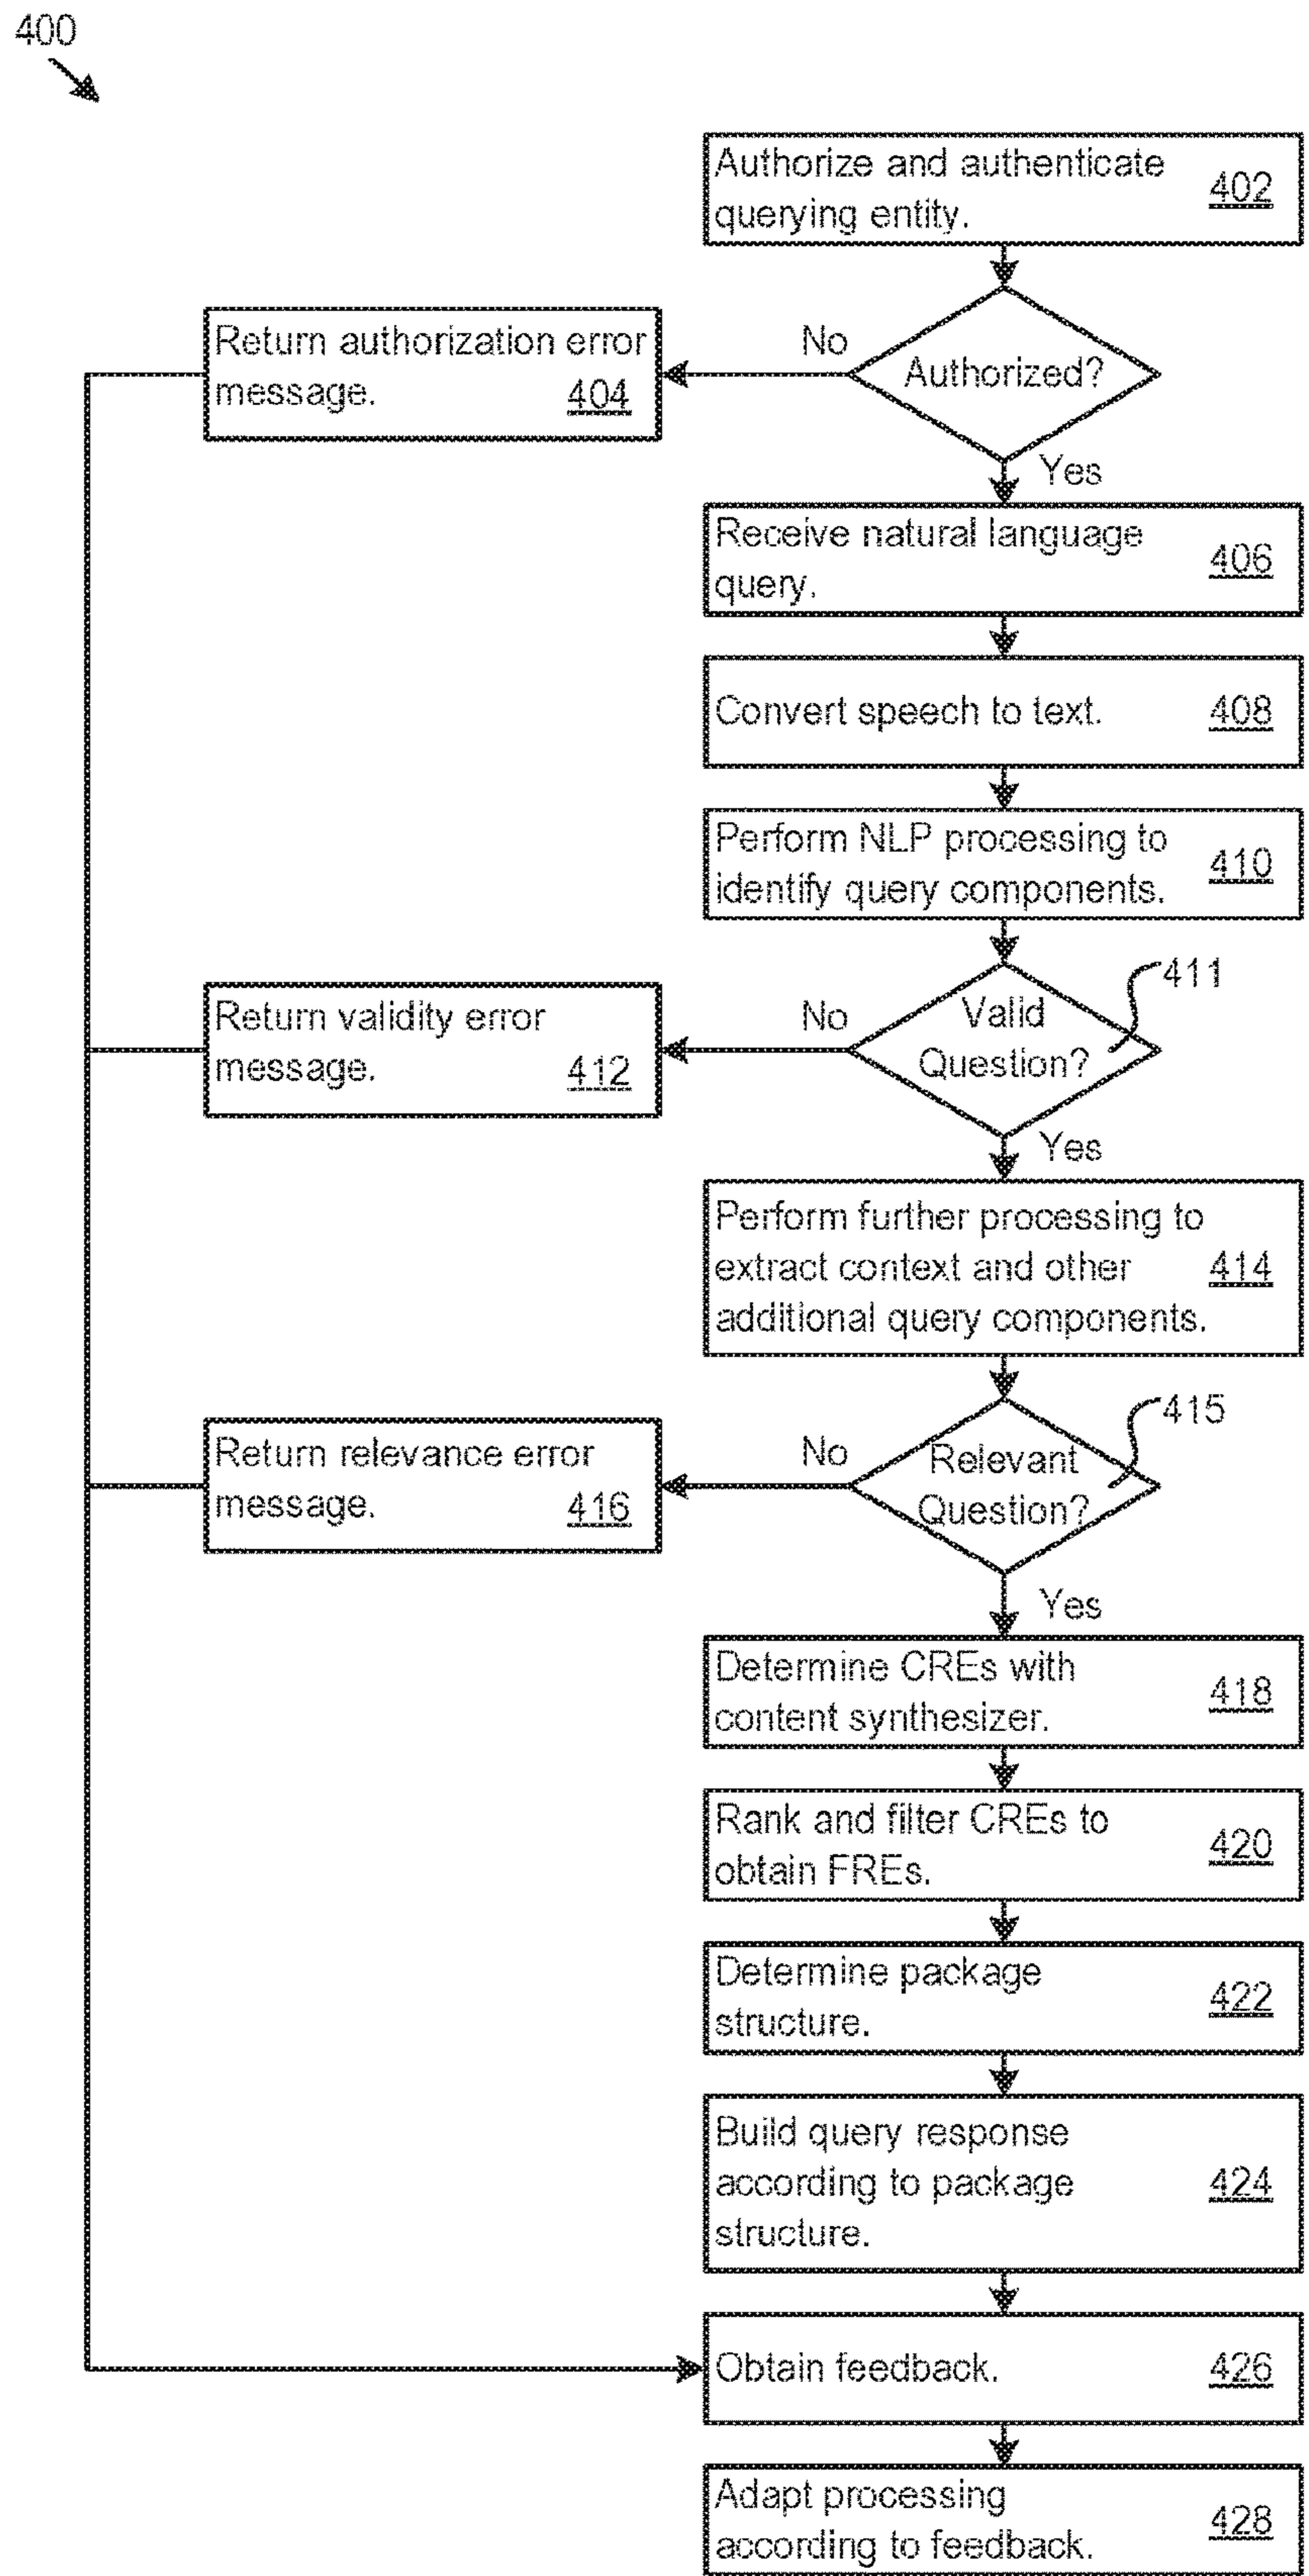 400
Authorize and authenticate
querying entity.
402
Authorized?
No
Yes
Return authorization error
message.
404
Receive natural language
query.
406
Convert speech to text.
408
Perform NLP processing to
identify query components.
410
411
Valid
Question?
No
Yes
Return validity error
message.
412
Perform further processing to
extract context and other
additional query components.
414
415
Relevant
Question?
No
Yes
Return relevance error
message.
416
Determine CREs with
content synthesizer.
418
Rank and filter CREs to
obtain FREs.
420
Determine package
structure.
422
Build query response
according to package
structure.
424
Obtain feedback.
426
Adapt processing
according to feedback.
428